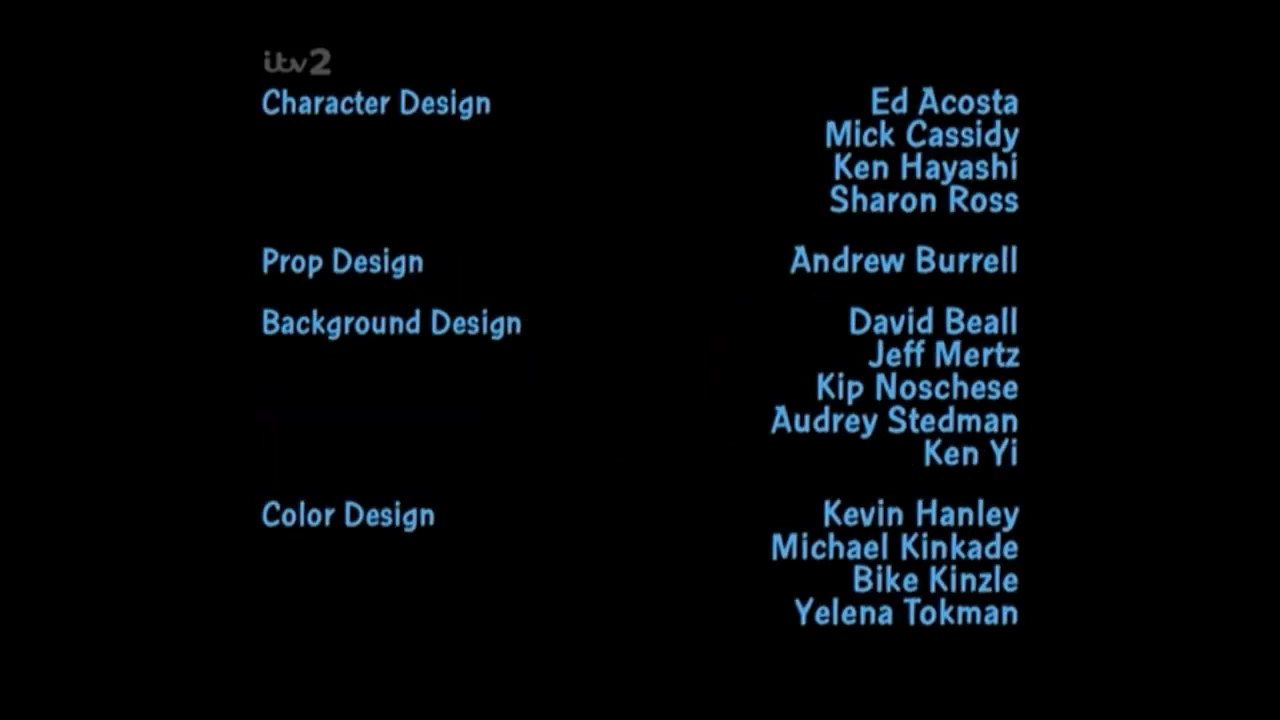 itv2
Character Design Ed Acosta
Mick Cassidy
Ken Hayashi
Sharon Ross
Prop Design Andrew Burrell
Background Design David Beall
Jeff Mertz
Kip Noschese
Audrey Stedman
Ken Yi
Color Design Kevin Hanley
Michael Kinkade
Bike Kinzle
Yelena Tokman